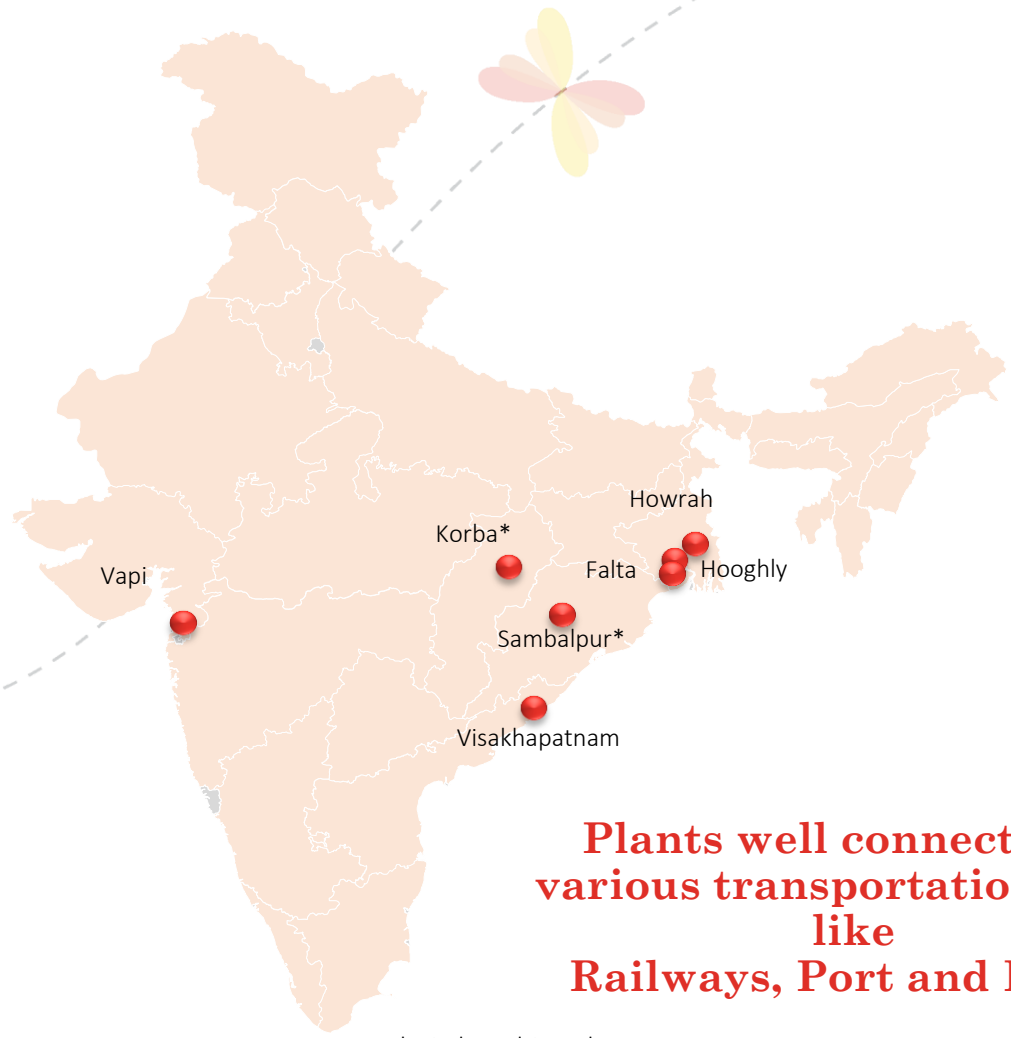 Howrah
Korba*
Vapi
Falta
Hooghly
Sambalpur*
Visakhapatnam
Plants well connect
various transportatio
like
Railways, Port and